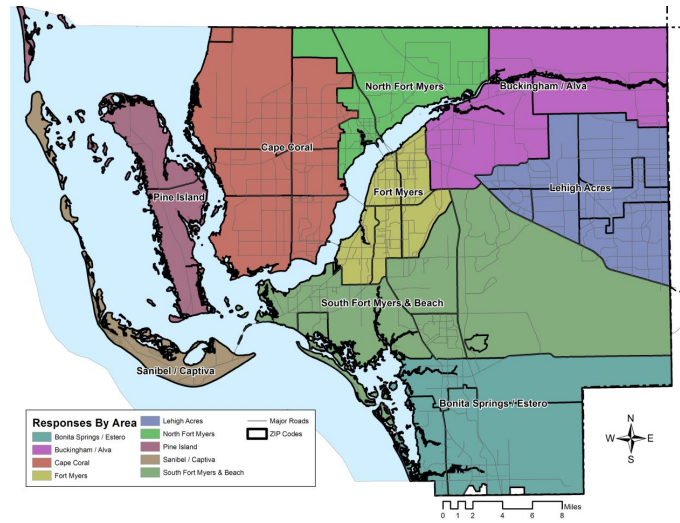 North Fort Myers
Buckingham / Alva
Cape Coral
Fort Myers
Lehigh Acres
Pine Island
South Fort Myers & Beach
Sanibel / Captiva
Bonita Springs / Estero
Responses By Area
Bonita Springs / Estero
Buckingham / Alva
Cape Coral
Fort Myers
Lehigh Acres
North Fort Myers
Pine Island
Sanibel / Captiva
South Fort Myers & Beach
Major Roads
ZIP Codes
N
W E
S
Miles
0 1 2 4 6 8